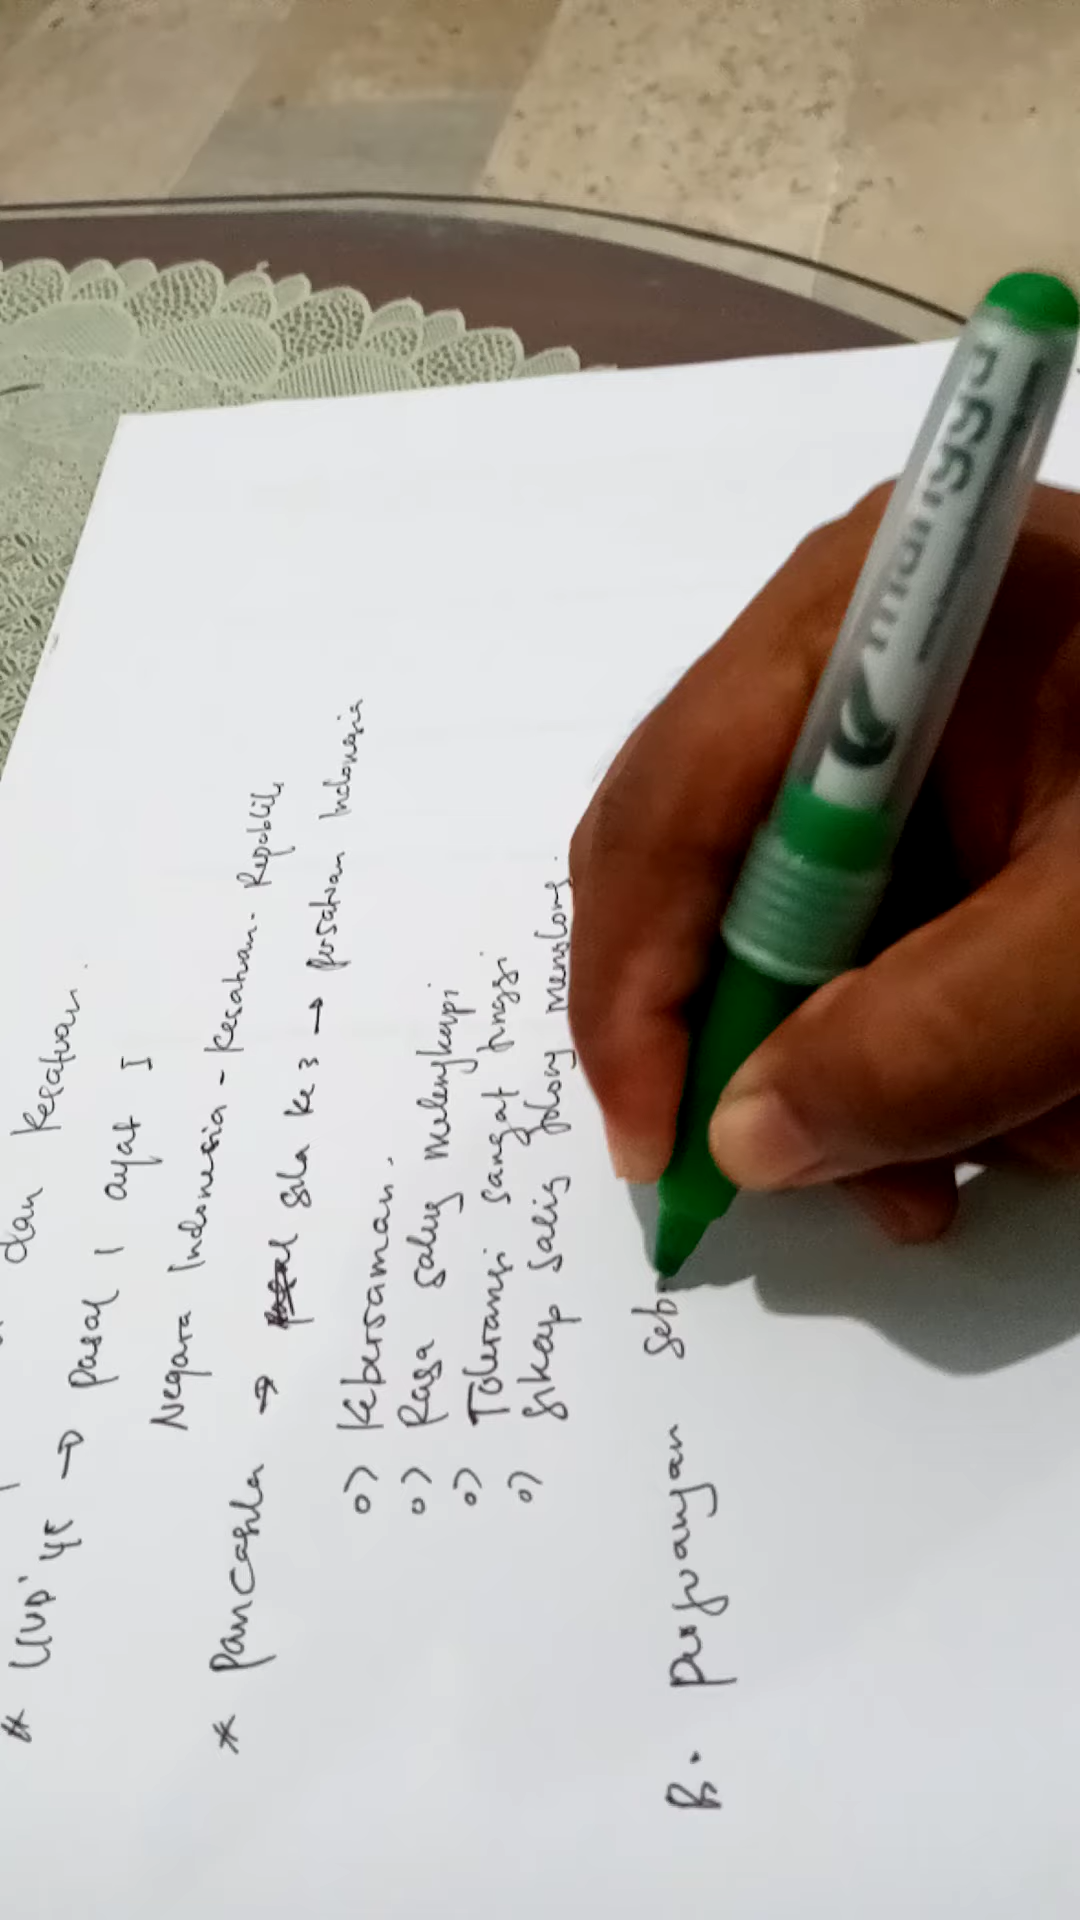 dan kesatuan.
* UUD' 45 → pasal 1 ayat I
Negara Indonesia - Kesatuan - Republik
* Pancasila → sila ke 3 → persatuan Indonesia
o) Kebersamaan.
o) Rasa saling melengkapi
o) Toleransi sangat tinggi
o) Sikap saling tolong menolong.
B. perjuangan seb
mangga